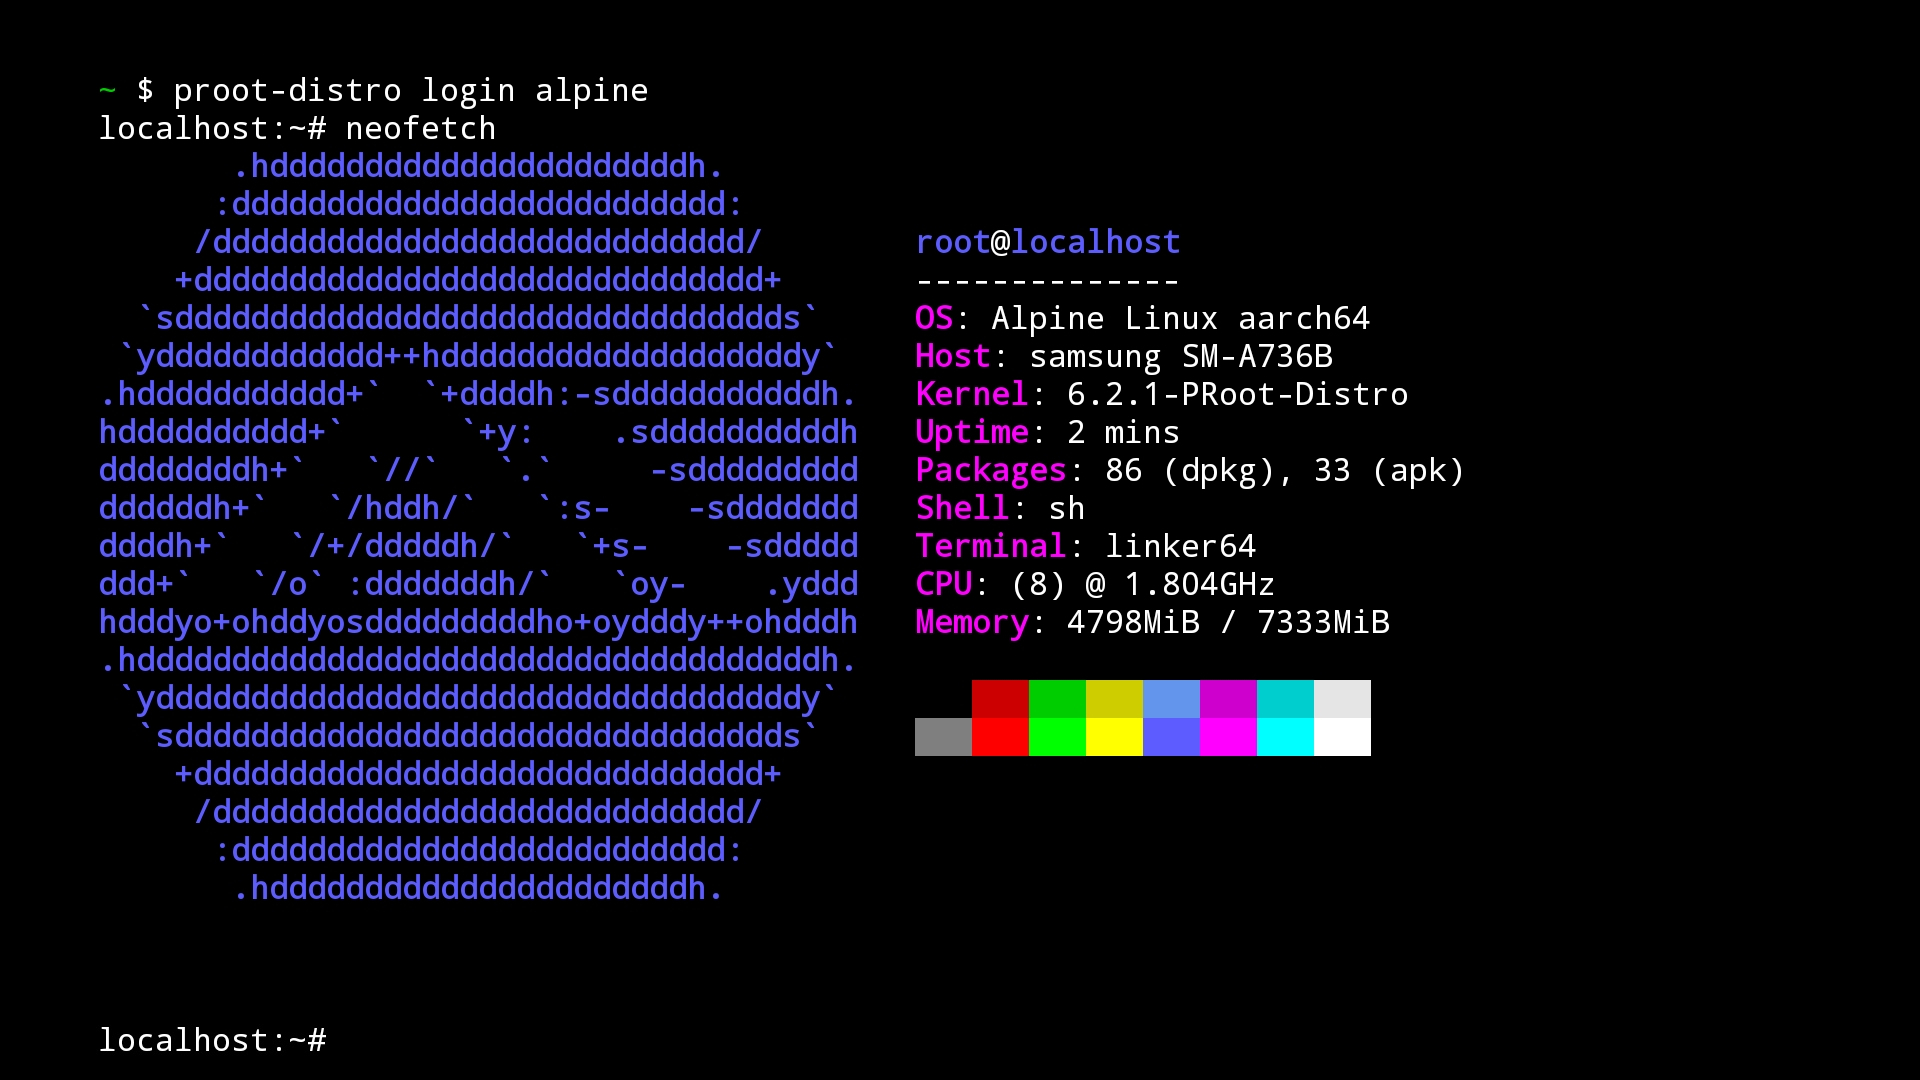 ~ $ proot-distro login alpine
localhost:~# neofetch
        .hddddddddddddddddddddddh.
       :dddddddddddddddddddddddddd:
      /dddddddddddddddddddddddddddd/
     +dddddddddddddddddddddddddddddd+
   `sdddddddddddddddddddddddddddddddds`
  `ydddddddddddd++hdddddddddddddddddddy`
 .hddddddddddd+`  `+ddddh:-sdddddddddddh.
 hdddddddddd+`      `+y:    .sddddddddddh
 ddddddddh+`   `//`   `.`     -sddddddddd
 ddddddh+`   `/hddh/`   `:s-    -sddddddd
 ddddh+`   `/+/dddddh/`   `+s-    -sddddd
 ddd+`   `/o` :dddddddh/`   `oy-    .yddd
 hdddyo+ohddyosdddddddddho+oydddy++ohdddh
 .hddddddddddddddddddddddddddddddddddddh.
  `yddddddddddddddddddddddddddddddddddy`
   `sdddddddddddddddddddddddddddddddds`
     +dddddddddddddddddddddddddddddd+
      /dddddddddddddddddddddddddddd/
       :dddddddddddddddddddddddddd:
        .hddddddddddddddddddddddh.
root@localhost
--------------
OS: Alpine Linux aarch64
Host: samsung SM-A736B
Kernel: 6.2.1-PRoot-Distro
Uptime: 2 mins
Packages: 86 (dpkg), 33 (apk)
Shell: sh
Terminal: linker64
CPU: (8) @ 1.804GHz
Memory: 4798MiB / 7333MiB
localhost:~#